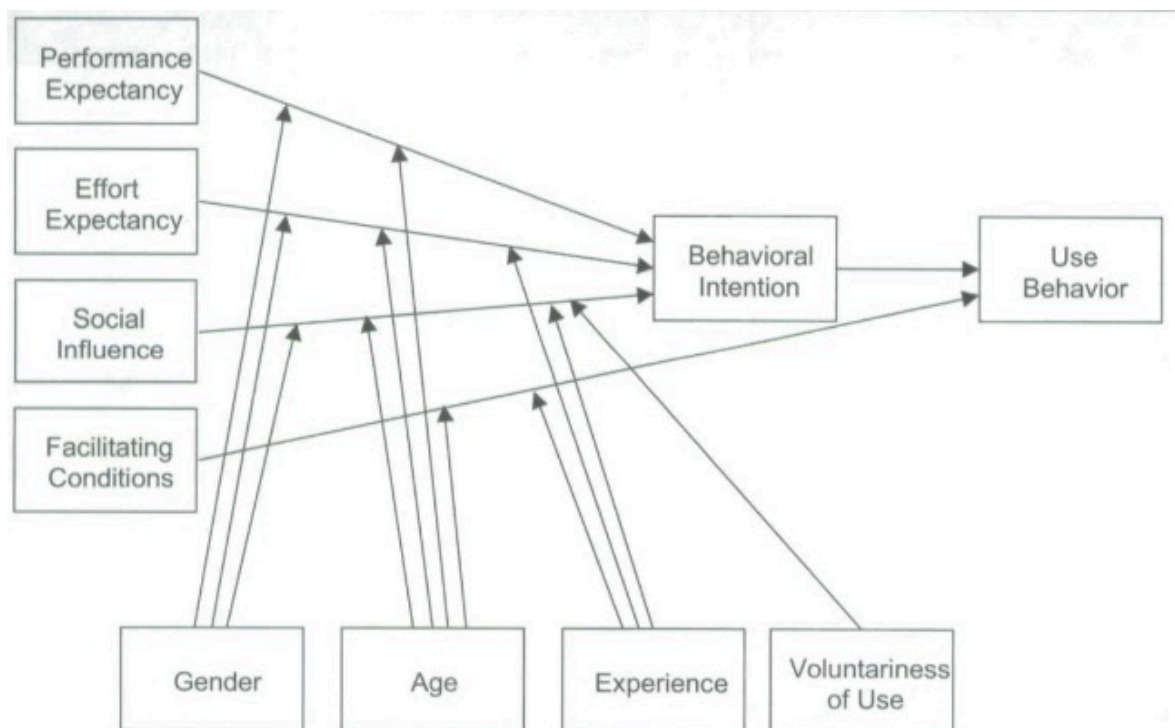 Performance
Expectancy
Effort
Expectancy
Social
Influence
Facilitating
Conditions
Behavioral
Intention
Use
Behavior
Gender
Age
Experience
Voluntariness
of Use